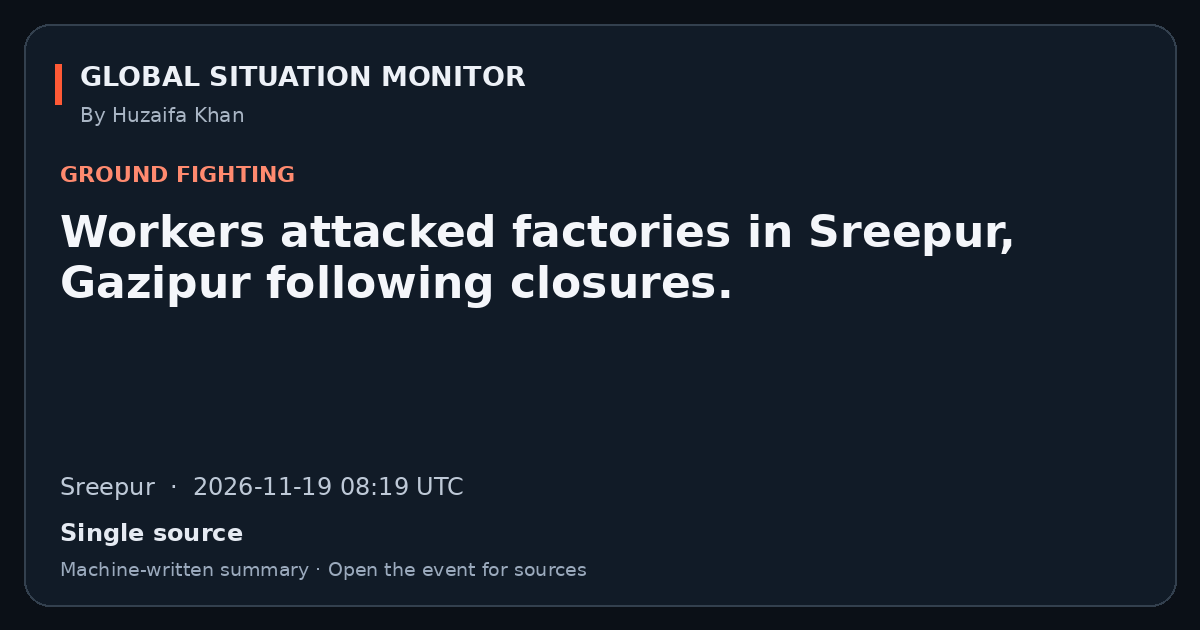 GLOBAL SITUATION MONITOR
By Huzaifa Khan
GROUND FIGHTING
Workers attacked factories in Sreepur,
Gazipur following closures.
Sreepur · 2026-11-19 08:19 UTC
Single source
Machine-written summary · Open the event for sources